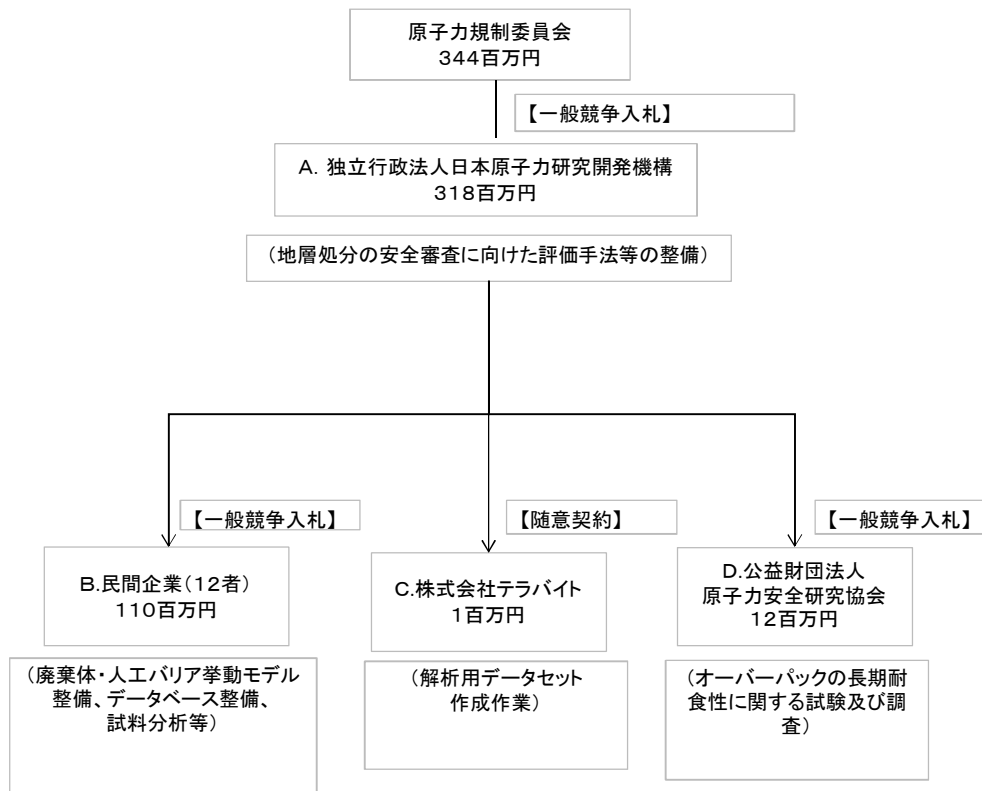 原子力規制委員会
344百万円
【一般競争入札】
A. 独立行政法人日本原子力研究開発機構
318百万円
（地層処分の安全審査に向けた評価手法等の整備）
【一般競争入札】
【随意契約】
【一般競争入札】
B.民間企業（12者）
110百万円
C.株式会社テラバイト
1百万円
D.公益財団法人
原子力安全研究協会
12百万円
（廃棄体・人工バリア挙動モデル
整備、データベース整備、
試料分析等）
（解析用データセット
作成作業）
（オーバーパックの長期耐
食性に関する試験及び調
査）